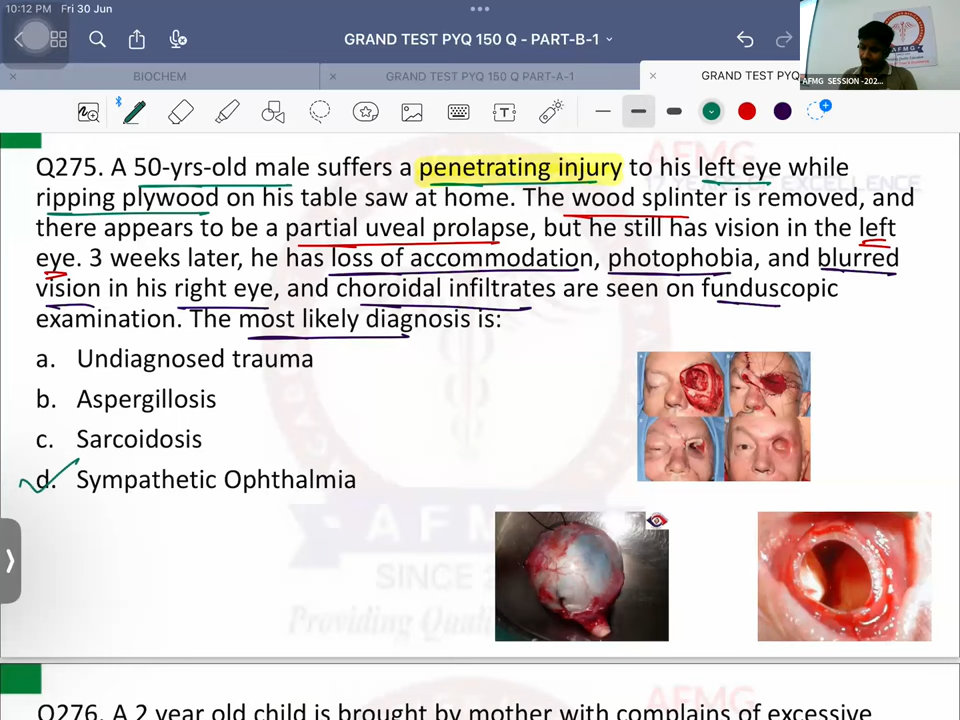 10:12 PM Fri 30 Jun
GRAND TEST PYQ 150 Q - PART-B-1
AFMG SESSION -202...
BIOCHEM
GRAND TEST PYQ 150 Q PART-A-1
GRAND TEST PYQ
Q275. A 50-yrs-old male suffers a penetrating injury to his left eye while
ripping plywood on his table saw at home. The wood splinter is removed, and
there appears to be a partial uveal prolapse, but he still has vision in the left
eye. 3 weeks later, he has loss of accommodation, photophobia, and blurred
vision in his right eye, and choroidal infiltrates are seen on funduscopic
examination. The most likely diagnosis is:
a. Undiagnosed trauma
b. Aspergillosis
c. Sarcoidosis
d. Sympathetic Ophthalmia
AFMG
EXCELLENCE
AFM
SINCE
Providing
AFMG
Q276. A 2 year old child is brought by mother with complains of excessive